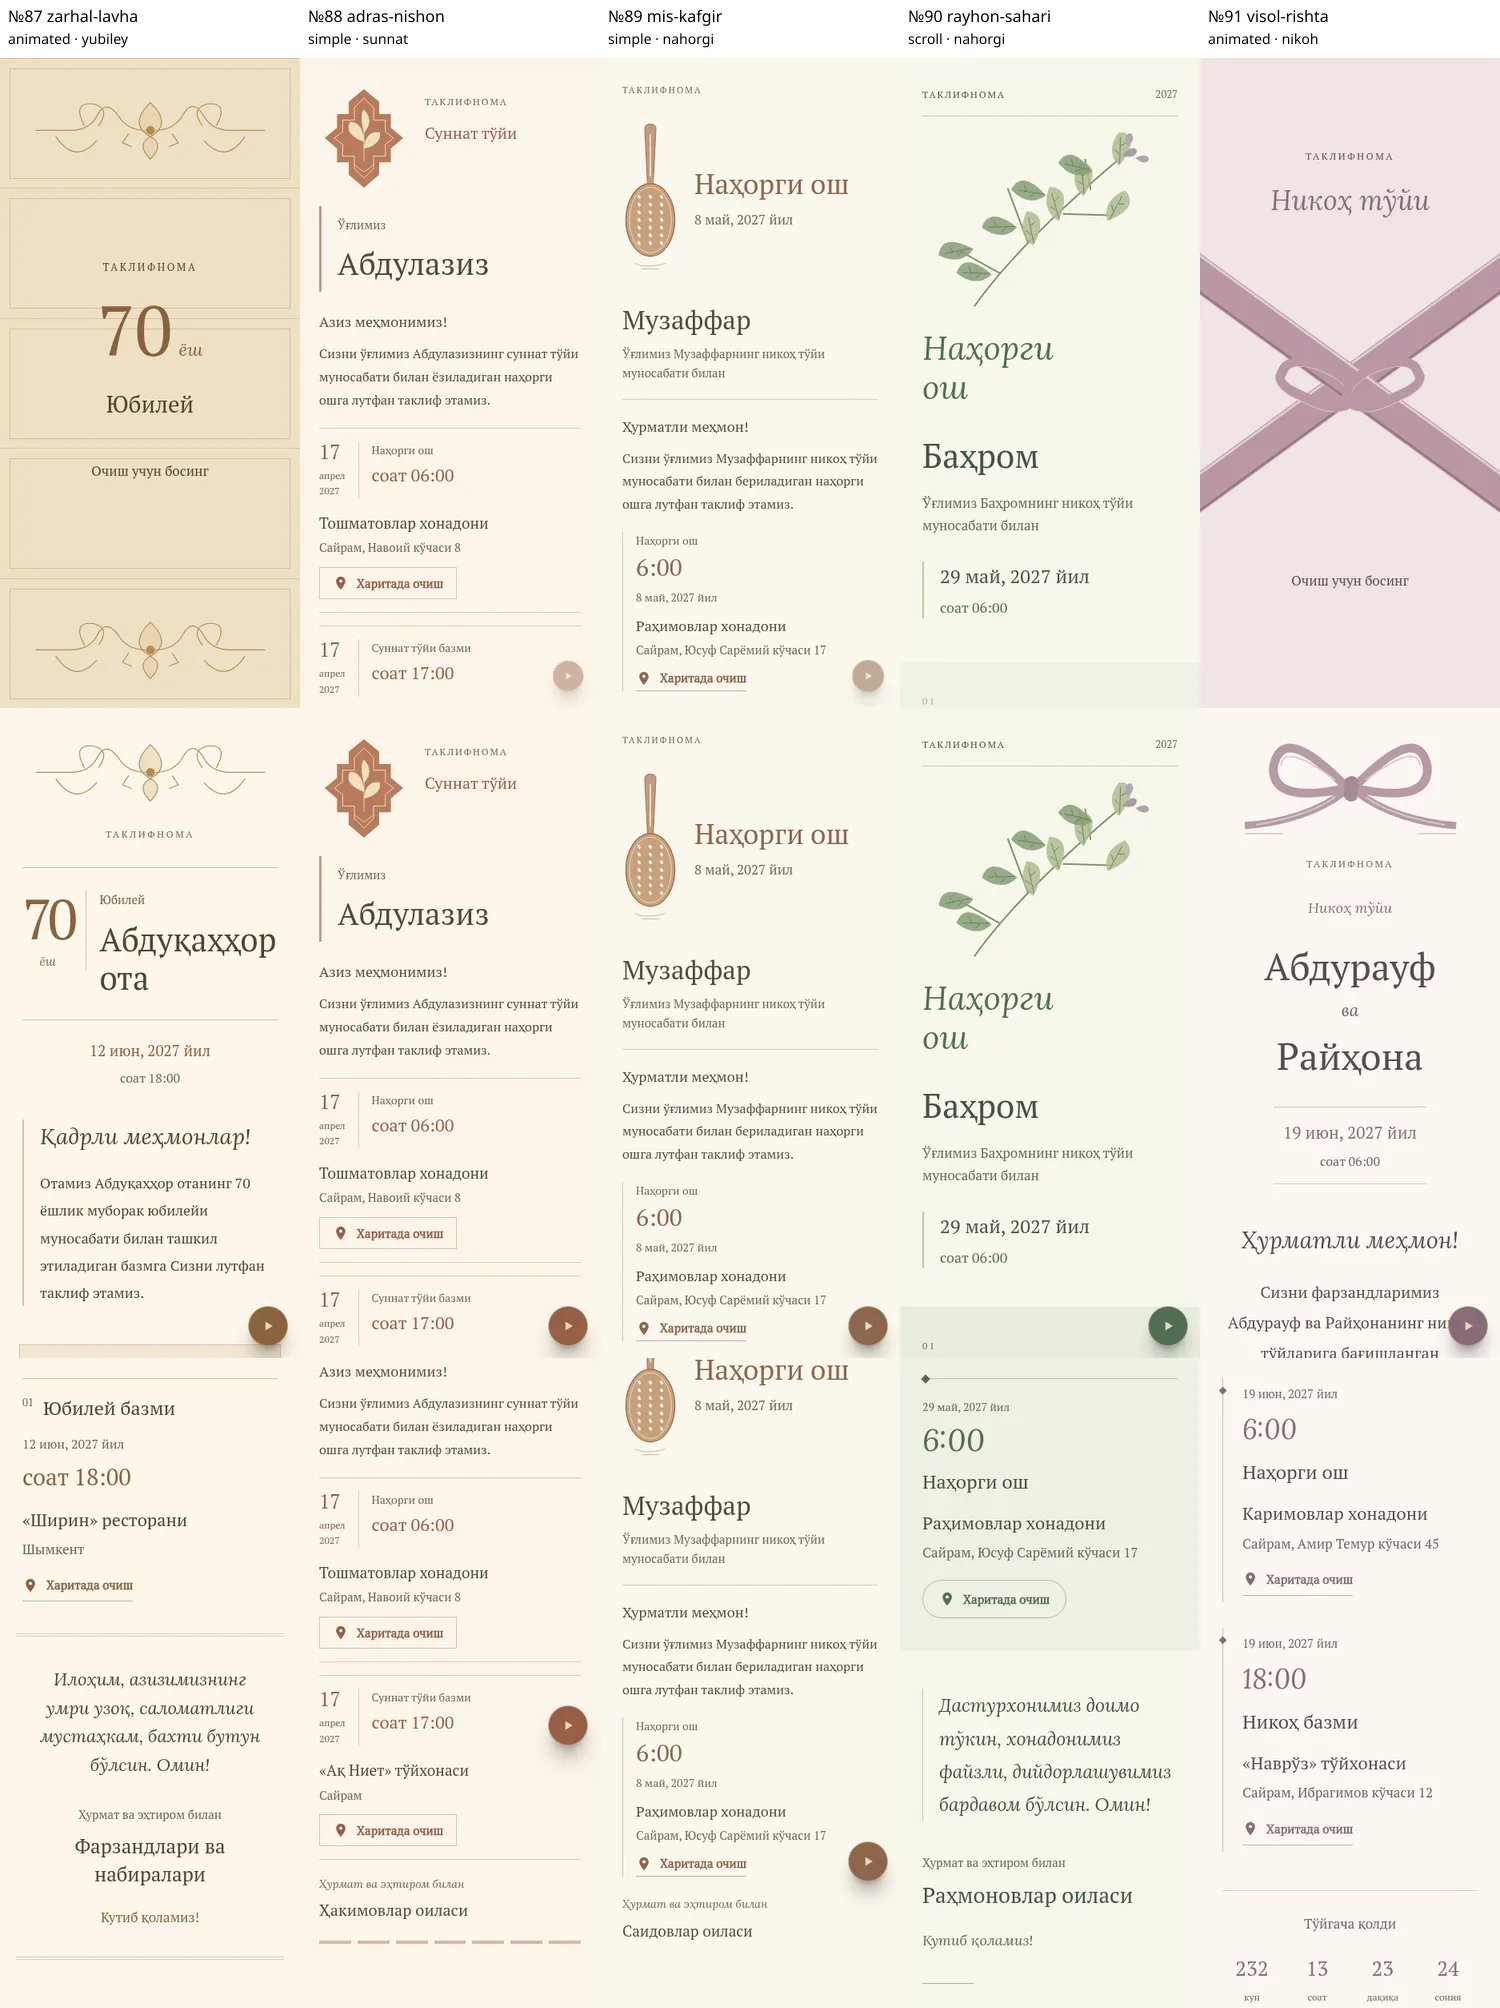 №87 zarhal-lavha
animated · yubiley
ТАКЛИФНОМА
70 ёш
Юбилей
Очиш учун босинг
ТАКЛИФНОМА
70
ёш
Юбилей
Абдуқаҳҳор
ота
12 июн, 2027 йил
соат 18:00
Қадрли меҳмонлар!
Отамиз Абдуқаҳҳор отанинг 70
ёшлик муборак юбилейи
муносабати билан ташкил
этиладиган базмга Сизни лутфан
таклиф этамиз.
01 Юбилей базми
12 июн, 2027 йил
соат 18:00
«Ширин» ресторани
Шымкент
Харитада очиш
Илоҳим, азизимизнинг
умри узоқ, саломатлиги
мустаҳкам, бахти бутун
бўлсин. Омин!
Ҳурмат ва эҳтиром билан
Фарзандлари ва
набиралари
Кутиб қоламиз!
№88 adras-nishon
simple · sunnat
ТАКЛИФНОМА
Суннат тўйи
Ўғлимиз
Абдулазиз
Азиз меҳмонимиз!
Сизни ўғлимиз Абдулазизнинг суннат тўйи
муносабати билан ёзиладиган наҳорги
ошга лутфан таклиф этамиз.
17
апрел
2027
Наҳорги ош
соат 06:00
Тошматовлар хонадони
Сайрам, Навоий кўчаси 8
Харитада очиш
17
апрел
2027
Суннат тўйи базми
соат 17:00
ТАКЛИФНОМА
Суннат тўйи
Ўғлимиз
Абдулазиз
Азиз меҳмонимиз!
Сизни ўғлимиз Абдулазизнинг суннат тўйи
муносабати билан ёзиладиган наҳорги
ошга лутфан таклиф этамиз.
17
апрел
2027
Наҳорги ош
соат 06:00
Тошматовлар хонадони
Сайрам, Навоий кўчаси 8
Харитада очиш
17
апрел
2027
Суннат тўйи базми
соат 17:00
Азиз меҳмонимиз!
Сизни ўғлимиз Абдулазизнинг суннат тўйи
муносабати билан ёзиладиган наҳорги
ошга лутфан таклиф этамиз.
17
апрел
2027
Наҳорги ош
соат 06:00
Тошматовлар хонадони
Сайрам, Навоий кўчаси 8
Харитада очиш
17
апрел
2027
Суннат тўйи базми
соат 17:00
«Ақ Ниет» тўйхонаси
Сайрам
Харитада очиш
Ҳурмат ва эҳтиром билан
Ҳакимовлар оиласи
№89 mis-kafgir
simple · nahorgi
ТАКЛИФНОМА
Наҳорги ош
8 май, 2027 йил
Музаффар
Ўғлимиз Музаффарнинг никоҳ тўйи
муносабати билан
Ҳурматли меҳмон!
Сизни ўғлимиз Музаффарнинг никоҳ тўйи
муносабати билан бериладиган наҳорги
ошга лутфан таклиф этамиз.
Наҳорги ош
6:00
8 май, 2027 йил
Раҳимовлар хонадони
Сайрам, Юсуф Сарёмий кўчаси 17
Харитада очиш
ТАКЛИФНОМА
Наҳорги ош
8 май, 2027 йил
Музаффар
Ўғлимиз Музаффарнинг никоҳ тўйи
муносабати билан
Ҳурматли меҳмон!
Сизни ўғлимиз Музаффарнинг никоҳ тўйи
муносабати билан бериладиган наҳорги
ошга лутфан таклиф этамиз.
Наҳорги ош
6:00
8 май, 2027 йил
Раҳимовлар хонадони
Сайрам, Юсуф Сарёмий кўчаси 17
Харитада очиш
Наҳорги ош
8 май, 2027 йил
Музаффар
Ўғлимиз Музаффарнинг никоҳ тўйи
муносабати билан
Ҳурматли меҳмон!
Сизни ўғлимиз Музаффарнинг никоҳ тўйи
муносабати билан бериладиган наҳорги
ошга лутфан таклиф этамиз.
Наҳорги ош
6:00
8 май, 2027 йил
Раҳимовлар хонадони
Сайрам, Юсуф Сарёмий кўчаси 17
Харитада очиш
Ҳурмат ва эҳтиром билан
Саидовлар оиласи
№90 rayhon-sahari
scroll · nahorgi
ТАКЛИФНОМА 2027
Наҳорги
ош
Баҳром
Ўғлимиз Баҳромнинг никоҳ тўйи
муносабати билан
29 май, 2027 йил
соат 06:00
01
ТАКЛИФНОМА 2027
Наҳорги
ош
Баҳром
Ўғлимиз Баҳромнинг никоҳ тўйи
муносабати билан
29 май, 2027 йил
соат 06:00
01
29 май, 2027 йил
6:00
Наҳорги ош
Раҳимовлар хонадони
Сайрам, Юсуф Сарёмий кўчаси 17
Харитада очиш
Дастурхонимиз доимо
тўкин, хонадонимиз
файзли, дийдорлашувимиз
бардавом бўлсин. Омин!
Ҳурмат ва эҳтиром билан
Раҳмоновлар оиласи
Кутиб қоламиз!
№91 visol-rishta
animated · nikoh
ТАКЛИФНОМА
Никоҳ тўйи
Очиш учун босинг
ТАКЛИФНОМА
Никоҳ тўйи
Абдурауф
ва
Райҳона
19 июн, 2027 йил
соат 06:00
Ҳурматли меҳмон!
Сизни фарзандларимиз
Абдурауф ва Райҳонанинг
тўйларига бағишланган
19 июн, 2027 йил
6:00
Наҳорги ош
Каримовлар хонадони
Сайрам, Амир Темур кўчаси 45
Харитада очиш
19 июн, 2027 йил
18:00
Никоҳ базми
«Наврўз» тўйхонаси
Сайрам, Ибрагимов кўчаси 12
Харитада очиш
Тўйгача қолди
232 13 23 24
кун соат дақиқа сония